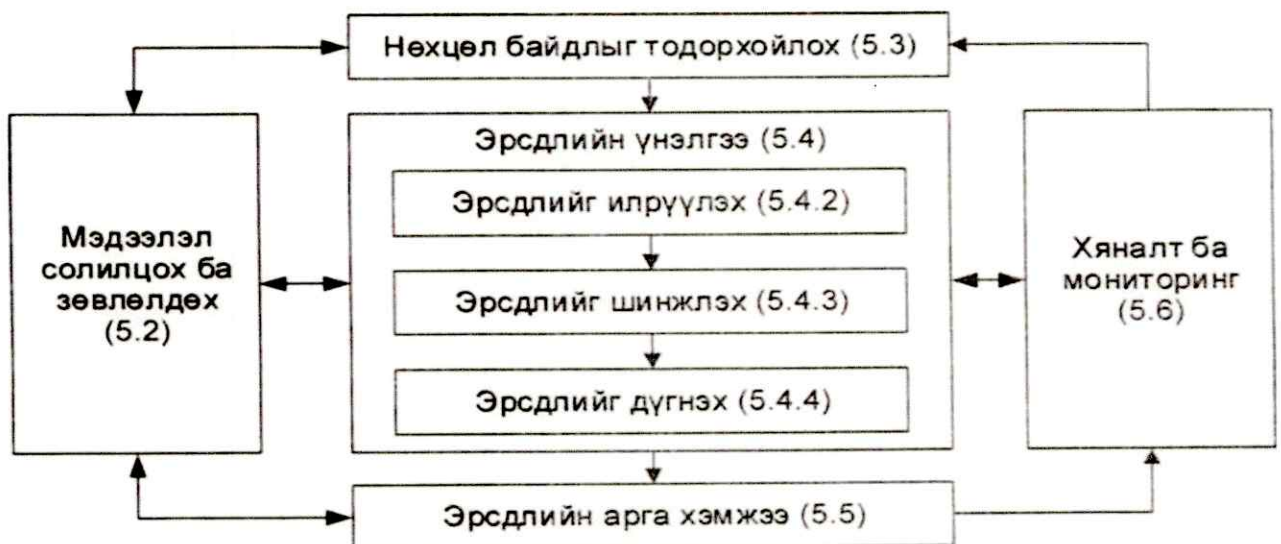 Нөхцөл байдлыг тодорхойлох (5.3)
Эрсдлийн үнэлгээ (5.4)
Эрсдлийг илрүүлэх (5.4.2)
Мэдээлэл
солилцох ба
зөвлөлдөх
(5.2)
Эрсдлийг шинжлэх (5.4.3)
Хяналт ба
мониторинг
(5.6)
Эрсдлийг дүгнэх (5.4.4)
Эрсдлийн арга хэмжээ (5.5)